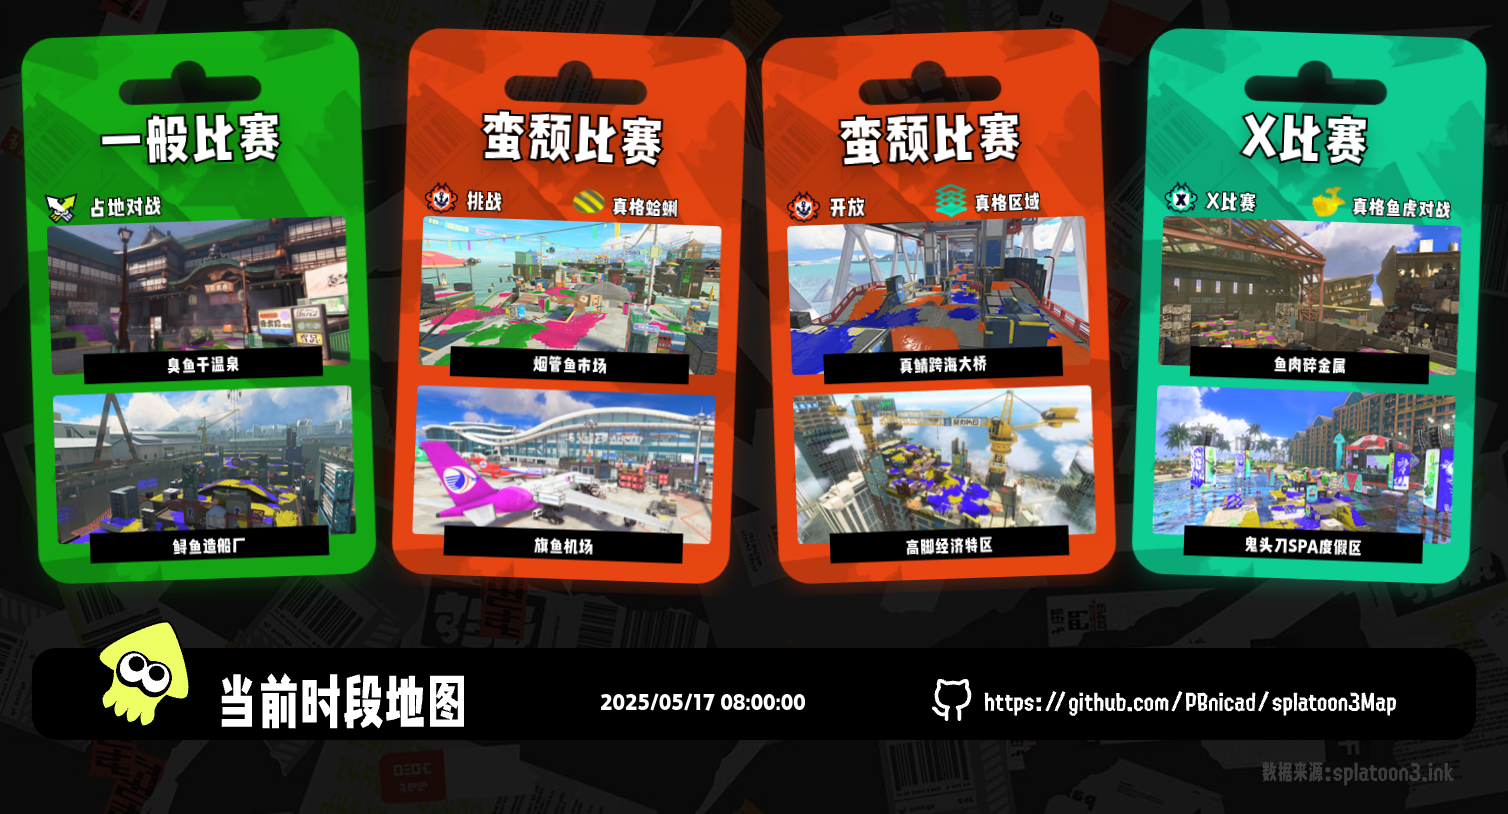 一般比赛
占地对战
臭鱼干温泉
鲟鱼造船厂
蛮颓比赛
挑战
真格蛤蜊
烟管鱼市场
旗鱼机场
蛮颓比赛
开放
真格区域
真鲭跨海大桥
高脚经济特区
X比赛
X比赛
真格鱼虎对战
鱼肉碎金属
鬼头刀SPA度假区
当前时段地图
2025/05/17 08:00:00
https://github.com/PBnicad/splatoon3Map
数据来源:splatoon3.ink